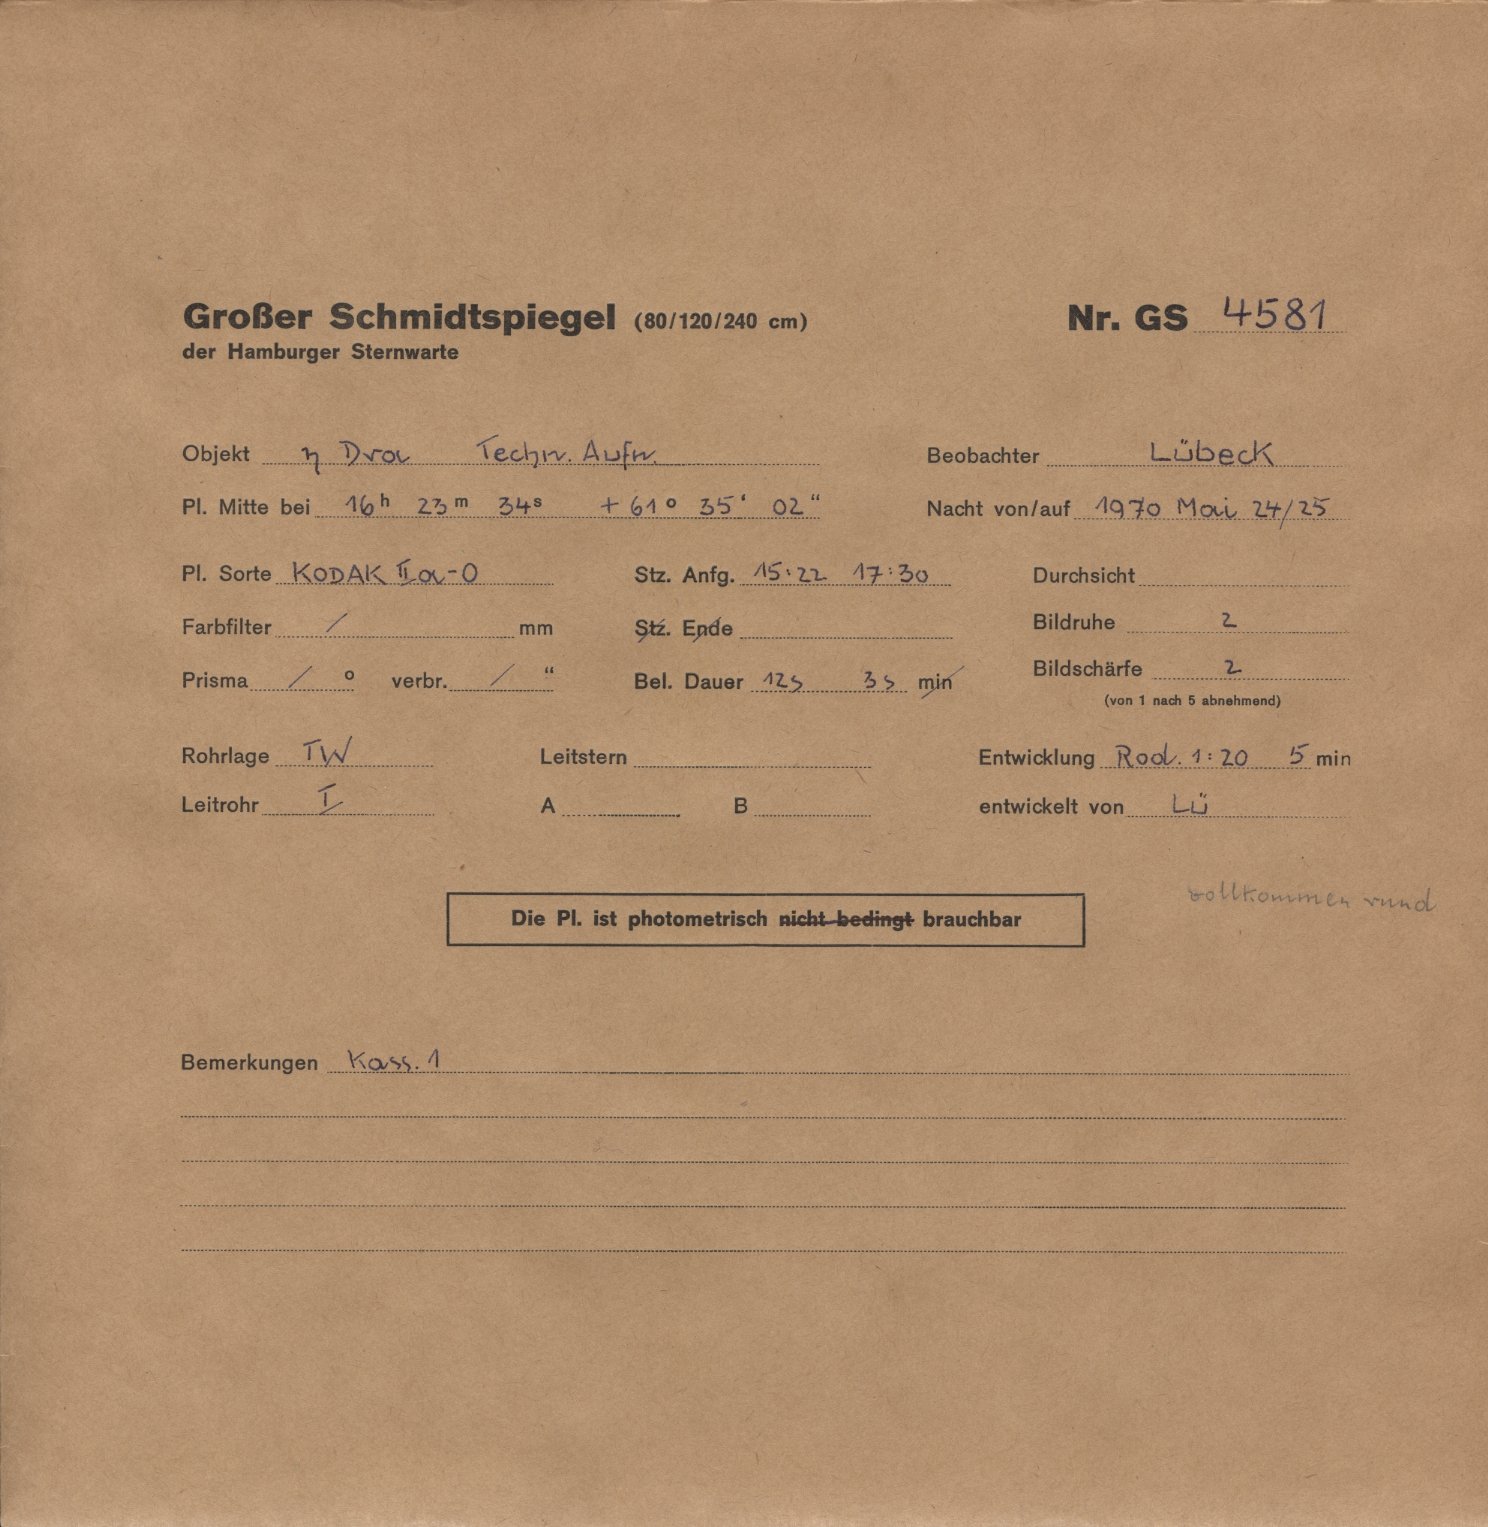 Großer Schmidtspiegel (80/120/240 cm) Nr. GS 4581
der Hamburger Sternwarte
Objekt η Dra Techn. Aufn. Beobachter Lübeck
Pl. Mitte bei 16h 23m 34s + 61° 35‘ 02“ Nacht von/auf 1970 Mai 24/25
Pl. Sorte KODAK IIa-O Stz. Anfg. 15:22 17:30 Durchsicht
Farbfilter / mm Stz. Ende Bildruhe 2
Prisma / ° verbr. / “ Bel. Dauer 12s 3s min Bildschärfe 2
(von 1 nach 5 abnehmend)
Rohrlage TW Leitstern Entwicklung Rod. 1:20 5 min
Leitrohr I A B entwickelt von Lü
vollkommen rund
Die Pl. ist photometrisch nicht bedingt brauchbar
Bemerkungen Kass. 1